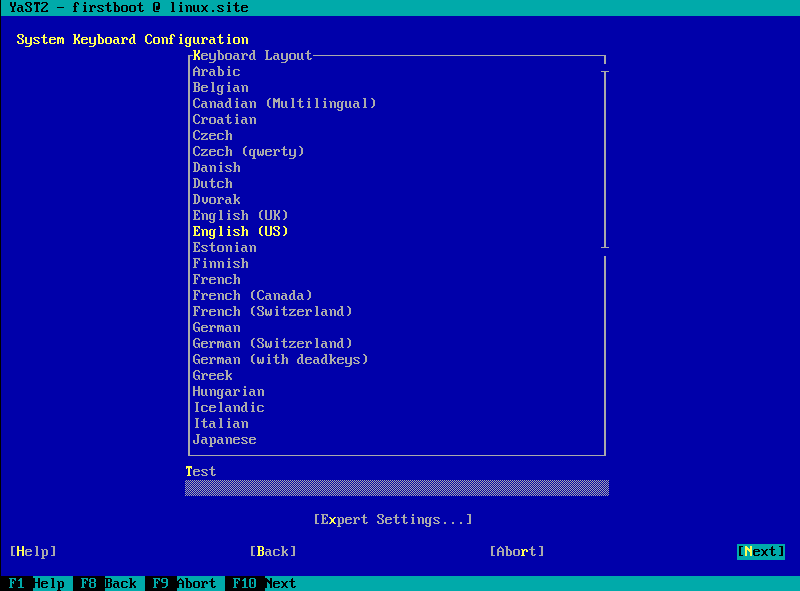 YaST2 - firstboot @ linux.site
System Keyboard Configuration
Keyboard Layout
Arabic
Belgian
Canadian (Multilingual)
Croatian
Czech
Czech (qwerty)
Danish
Dutch
Dvorak
English (UK)
English (US)
Estonian
Finnish
French
French (Canada)
French (Switzerland)
German
German (Switzerland)
German (with deadkeys)
Greek
Hungarian
Icelandic
Italian
Japanese
Test
[Expert Settings...]
[Help] [Back] [Abort] [Next]
F1 Help F8 Back F9 Abort F10 Next